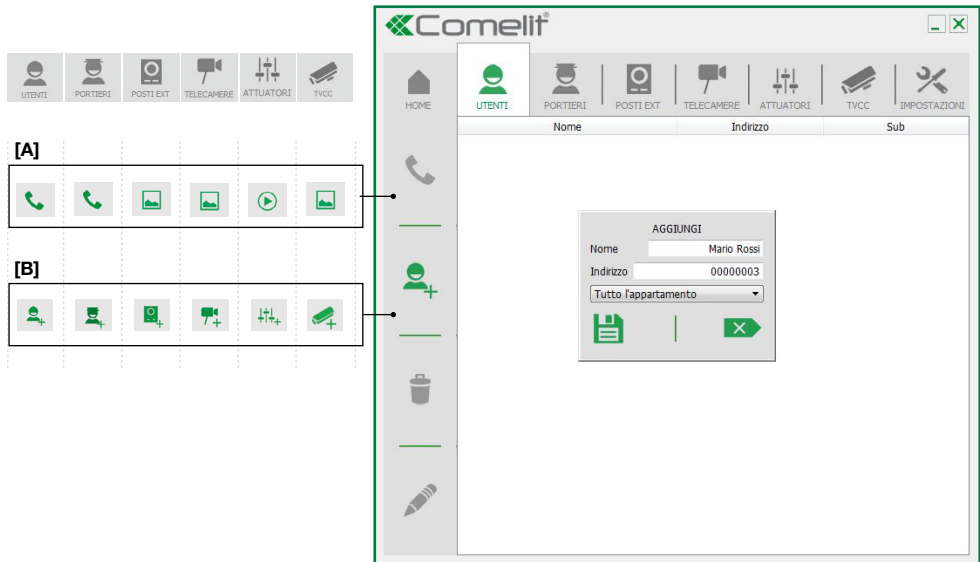 Comelit®
UTENTI PORTIERI POSTI EXT TELECAMERE ATTUATORI TVCC
[A]
[B]
HOME UTENTI PORTIERI POSTI EXT TELECAMERE ATTUATORI TVCC IMPOSTAZIONI
Nome Indirizzo Sub
AGGIUNGI
Nome Mario Rossi
Indirizzo 00000003
Tutto l'appartamento